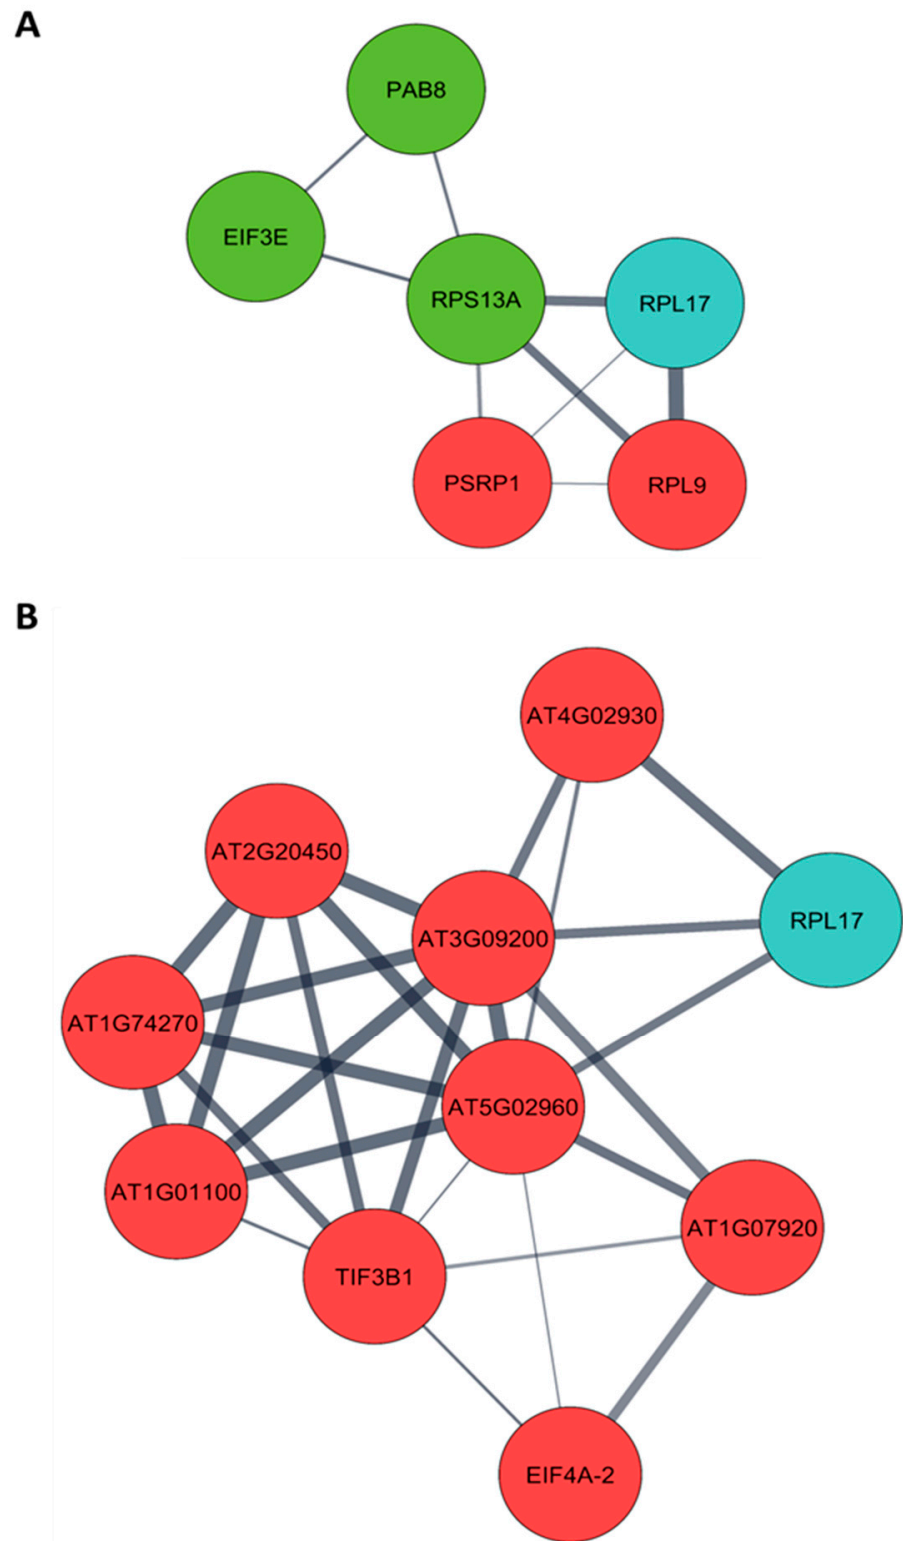 A
PAB8
EIF3E
RPS13A
RPL17
PSRP1
RPL9
B
AT4G02930
AT2G20450
RPL17
AT3G09200
AT1G74270
AT5G02960
AT1G01100
AT1G07920
TIF3B1
EIF4A-2